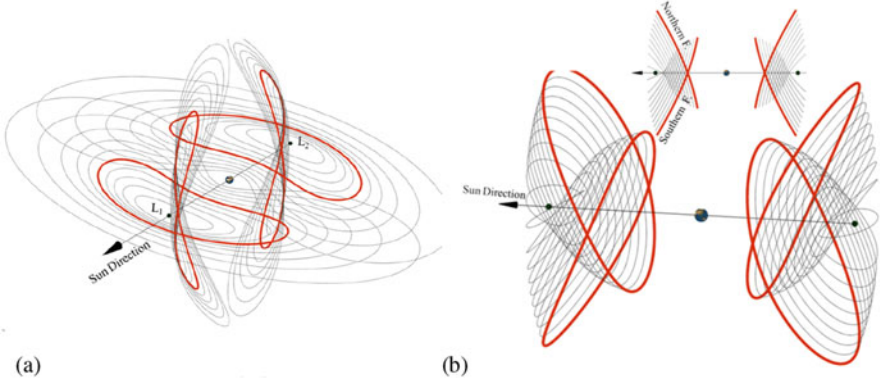 L₂
L₁
Sun Direction
(a)
Northern F.
Southern F.
Sun Direction
(b)